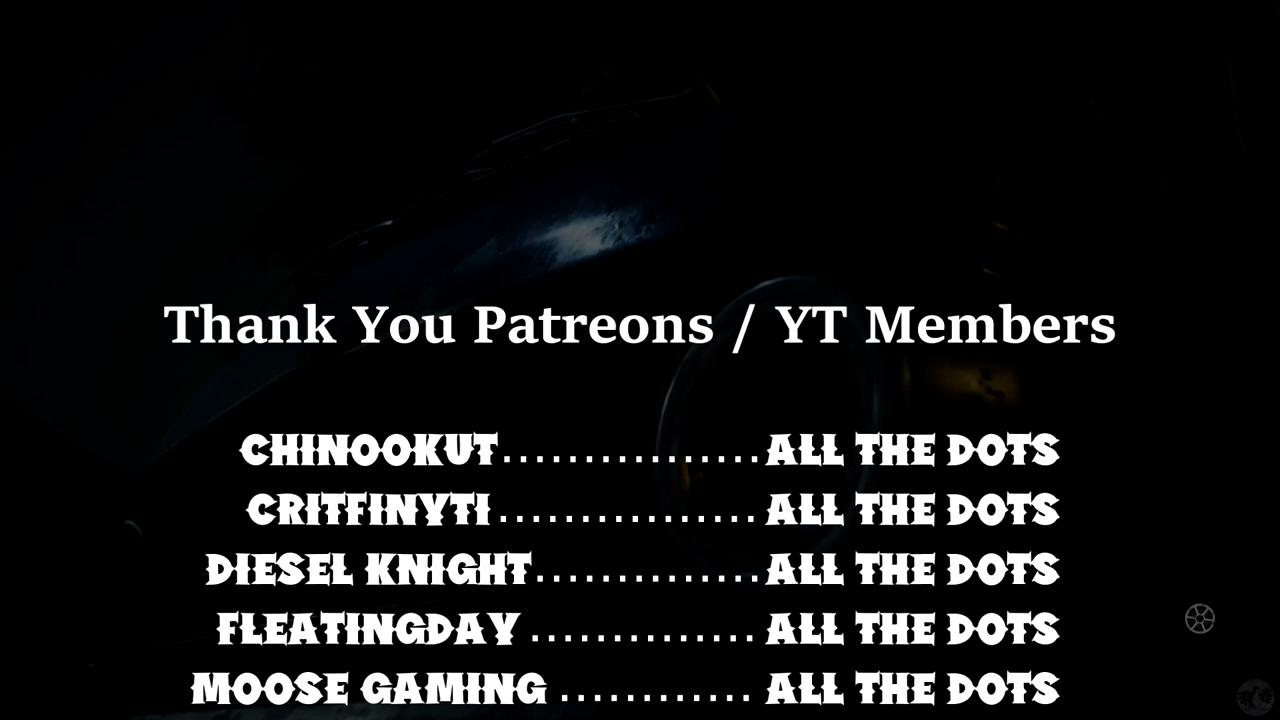 Thank You Patreons / YT Members
CHINOOKUT................ALL THE DOTS
CRITFINYTI................ALL THE DOTS
DIESEL KNIGHT..............ALL THE DOTS
FLEATINGDAY ..............ALL THE DOTS
MOOSE GAMING ............ ALL THE DOTS